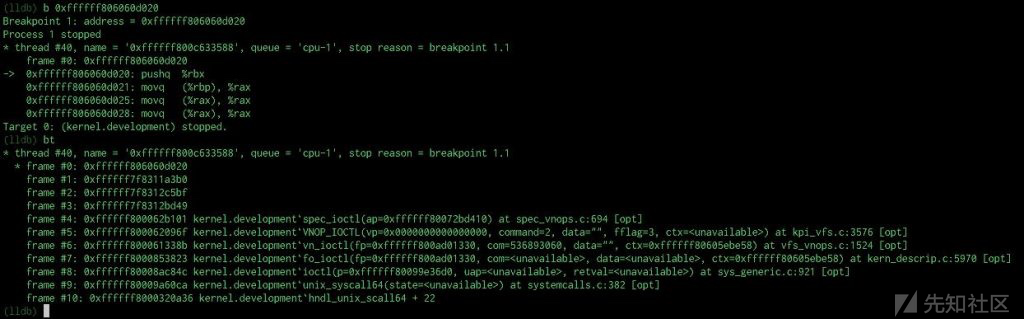 (lldb) b 0xffffff806060d020
Breakpoint 1: address = 0xffffff806060d020
Process 1 stopped
* thread #40, name = '0xffffff800c633588', queue = 'cpu-1', stop reason = breakpoint 1.1
    frame #0: 0xffffff806060d020
->  0xffffff806060d020: pushq  %rbx
    0xffffff806060d021: movq   (%rbp), %rax
    0xffffff806060d025: movq   (%rax), %rax
    0xffffff806060d028: movq   (%rax), %rax
Target 0: (kernel.development) stopped.
(lldb) bt
* thread #40, name = '0xffffff800c633588', queue = 'cpu-1', stop reason = breakpoint 1.1
  * frame #0: 0xffffff806060d020
    frame #1: 0xffffff7f8311a3b0
    frame #2: 0xffffff7f8312c5bf
    frame #3: 0xffffff7f8312bd49
    frame #4: 0xffffff800062b101 kernel.development`spec_ioctl(ap=0xffffff80072bd410) at spec_vnops.c:694 [opt]
    frame #5: 0xffffff800062096f kernel.development`VNOP_IOCTL(vp=0x0000000000000000, command=2, data="", fflag=3, ctx=<unavailable>) at kpi_vfs.c:3576 [opt]
    frame #6: 0xffffff800061338b kernel.development`vn_ioctl(fp=0xffffff800ad01330, com=536893060, data="", ctx=0xffffff80605ebe58) at vfs_vnops.c:1524 [opt]
    frame #7: 0xffffff8000853823 kernel.development`fo_ioctl(fp=0xffffff800ad01330, com=<unavailable>, data=<unavailable>, ctx=0xffffff80605ebe58) at kern_descrip.c:5970 [opt]
    frame #8: 0xffffff80008ac84c kernel.development`ioctl(p=0xffffff80099e36d0, uap=<unavailable>, retval=<unavailable>) at sys_generic.c:921 [opt]
    frame #9: 0xffffff80009a60ca kernel.development`unix_syscall64(state=<unavailable>) at systemcalls.c:382 [opt]
    frame #10: 0xffffff8000320a36 kernel.development`hndl_unix_scall64 + 22
(lldb)
先知社区